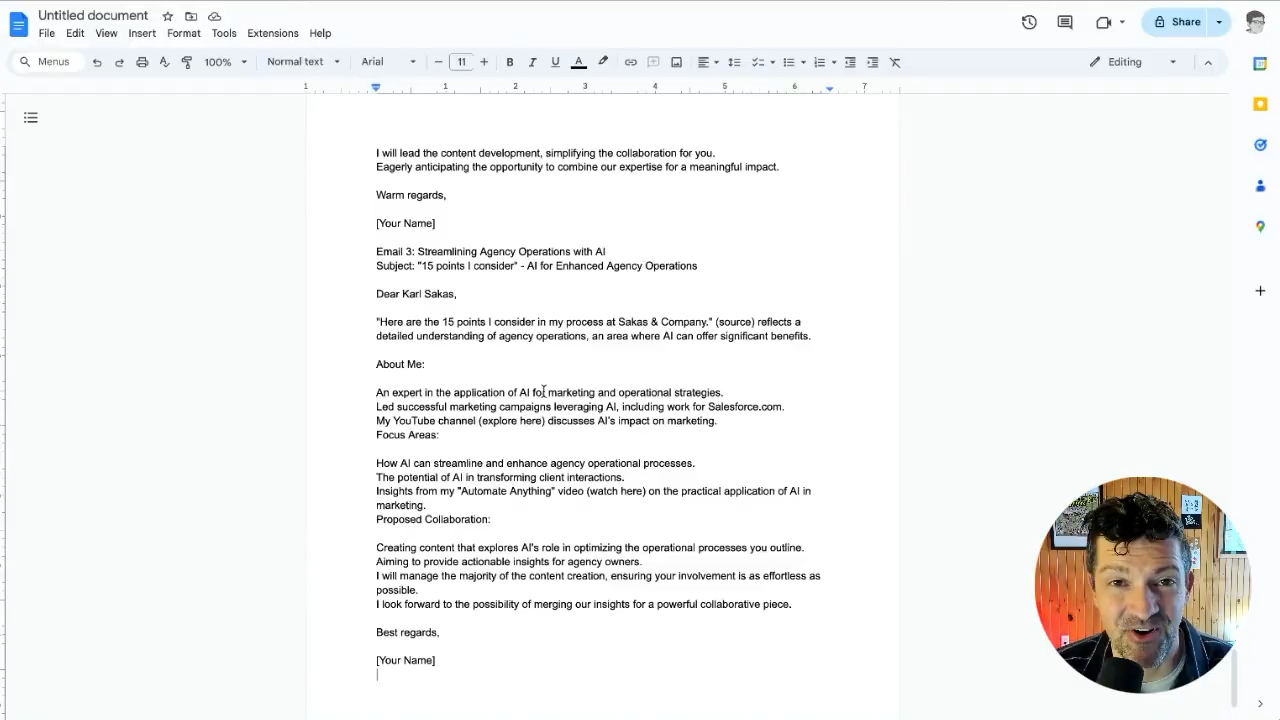 Untitled document
File Edit View Insert Format Tools Extensions Help
Share
Menus 100% Normal text Arial 11 B I U A Editing
1 1 2 3 4 5 6 7
I will lead the content development, simplifying the collaboration for you.
Eagerly anticipating the opportunity to combine our expertise for a meaningful impact.
Warm regards,
[Your Name]
Email 3: Streamlining Agency Operations with AI
Subject: "15 points I consider" - AI for Enhanced Agency Operations
Dear Karl Sakas,
"Here are the 15 points I consider in my process at Sakas & Company." (source) reflects a
detailed understanding of agency operations, an area where AI can offer significant benefits.
About Me:
An expert in the application of AI for marketing and operational strategies.
Led successful marketing campaigns leveraging AI, including work for Salesforce.com.
My YouTube channel (explore here) discusses AI's impact on marketing.
Focus Areas:
How AI can streamline and enhance agency operational processes.
The potential of AI in transforming client interactions.
Insights from my "Automate Anything" video (watch here) on the practical application of AI in
marketing.
Proposed Collaboration:
Creating content that explores AI's role in optimizing the operational processes you outline.
Aiming to provide actionable insights for agency owners.
I will manage the majority of the content creation, ensuring your involvement is as effortless as
possible.
I look forward to the possibility of merging our insights for a powerful collaborative piece.
Best regards,
[Your Name]